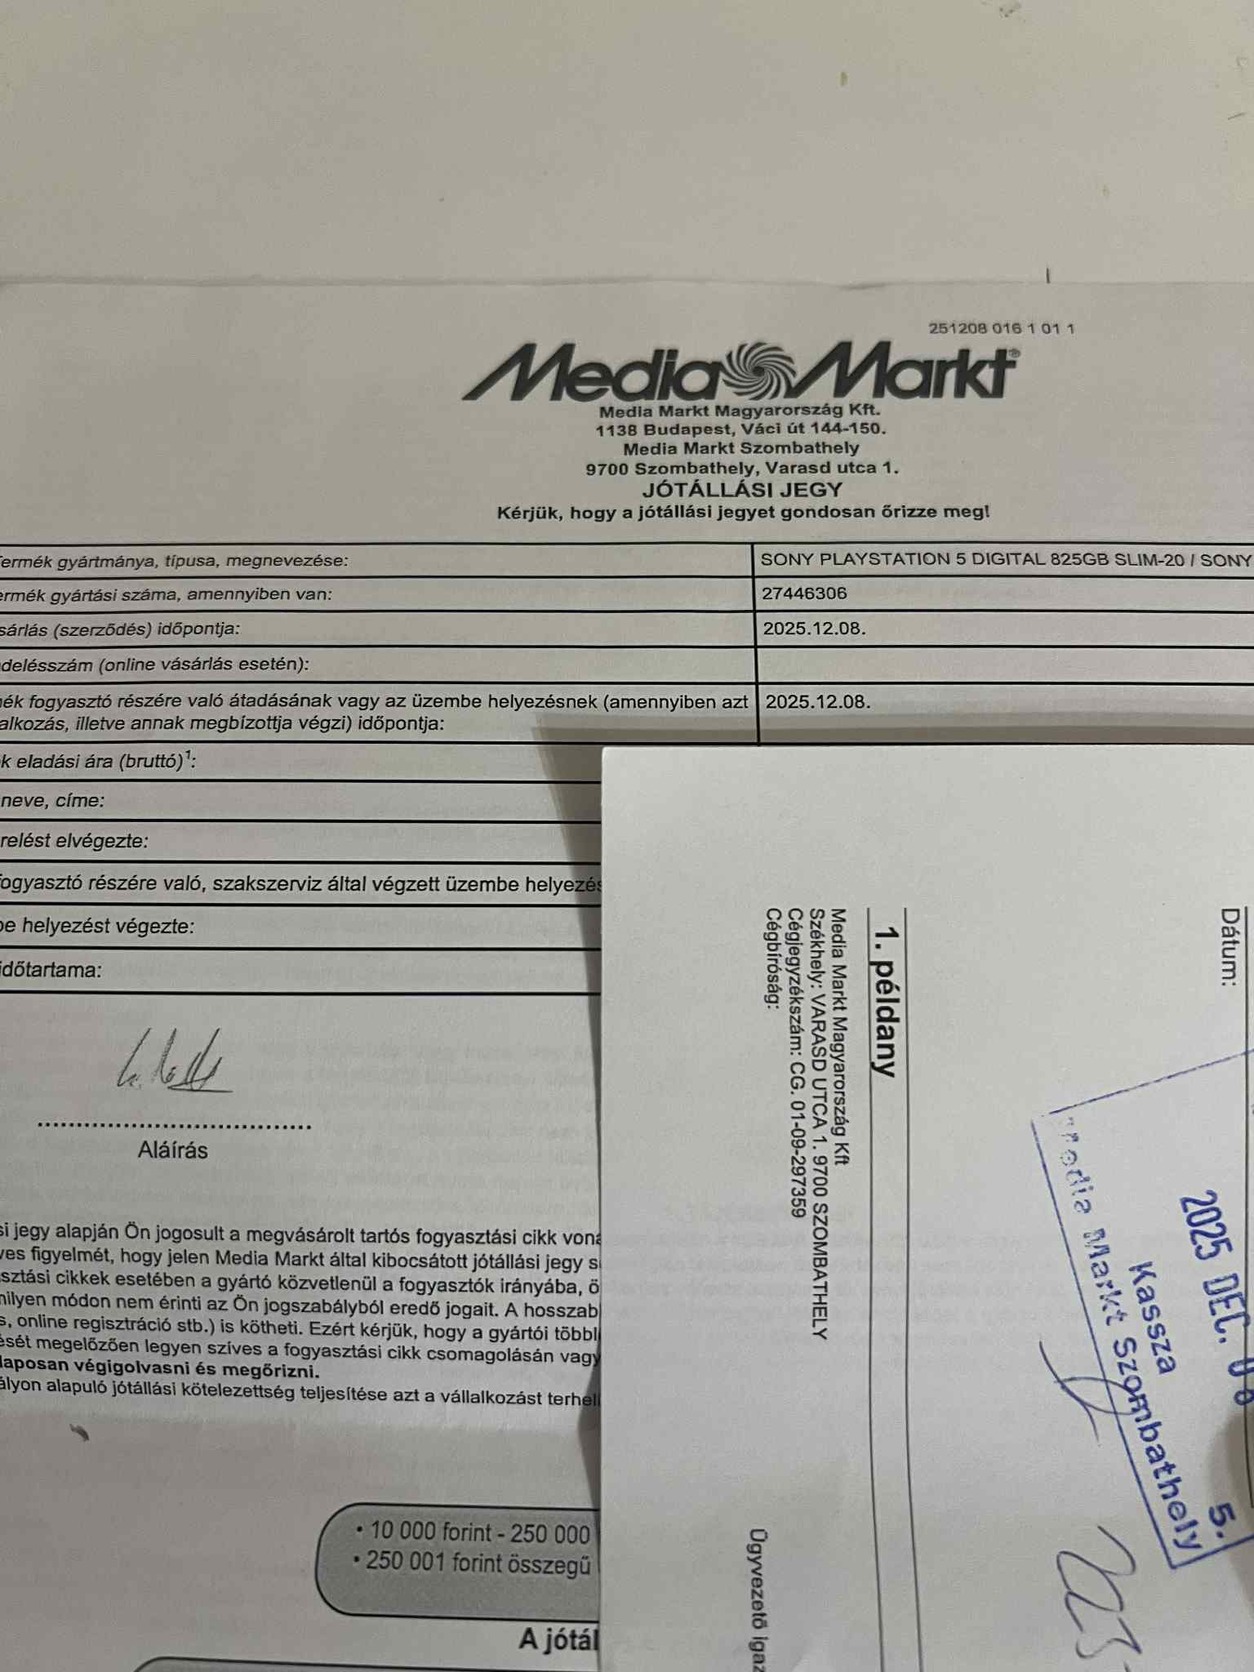 251208 016 1 01 1
Media Markt
Media Markt Magyarország Kft.
1138 Budapest, Váci út 144-150.
Media Markt Szombathely
9700 Szombathely, Varasd utca 1.
JÓTÁLLÁSI JEGY
Kérjük, hogy a jótállási jegyet gondosan őrizze meg!
ermék gyártmánya, típusa, megnevezése: SONY PLAYSTATION 5 DIGITAL 825GB SLIM-20 / SONY
ermék gyártási száma, amennyiben van: 27446306
sárlás (szerződés) időpontja: 2025.12.08.
delésszám (online vásárlás esetén):
ék fogyasztó részére való átadásának vagy az üzembe helyezésnek (amennyiben azt 2025.12.08.
alkozás, illetve annak megbízottja végzi) időpontja:
k eladási ára (bruttó)¹:
neve, címe:
relést elvégezte:
fogyasztó részére való, szakszerviz által végzett üzembe helyezés
be helyezést végezte:
időtartama:
Aláírás
si jegy alapján Ön jogosult a megvásárolt tartós fogyasztási cikk voná
ves figyelmét, hogy jelen Media Markt által kibocsátott jótállási jegy s
sztási cikkek esetében a gyártó közvetlenül a fogyasztók irányába, ö
milyen módon nem érinti az Ön jogszabályból eredő jogait. A hosszab
s, online regisztráció stb.) is kötheti. Ezért kérjük, hogy a gyártói többl
ését megelőzően legyen szíves a fogyasztási cikk csomagolásán vagy
laposan végigolvasni és megőrizni.
ályon alapuló jótállási kötelezettség teljesítése azt a vállalkozást terhel
• 10 000 forint - 250 000
• 250 001 forint összegű
A jótál
Dátum:
1. példany
Media Markt Magyarország Kft
Székhely: VARASD UTCA 1. 9700 SZOMBATHELY
Cégjegyzékszám: CG. 01-09-297359
Cégbíróság:
Ügyvezető igaz
2025 DEC. 08
5.
Kassza
Media Markt Szombathely